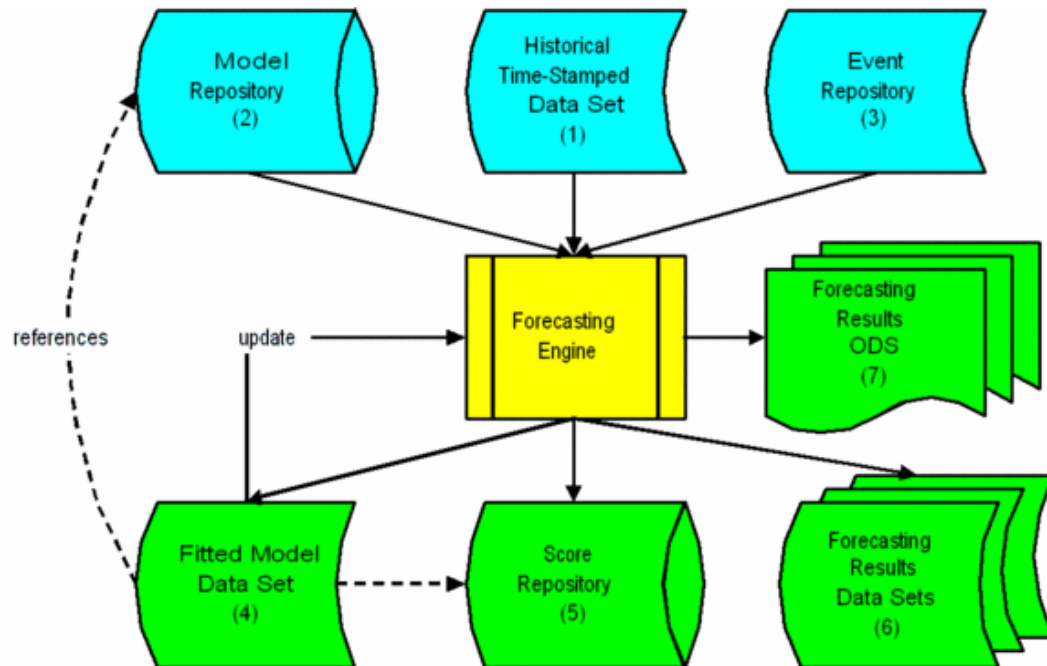 Model
Repository
(2)
Historical
Time-Stamped
Data Set
(1)
Event
Repository
(3)
references
update
Forecasting
Engine
Forecasting
Results
ODS
(7)
Fitted Model
Data Set
(4)
Score
Repository
(5)
Forecasting
Results
Data Sets
(6)